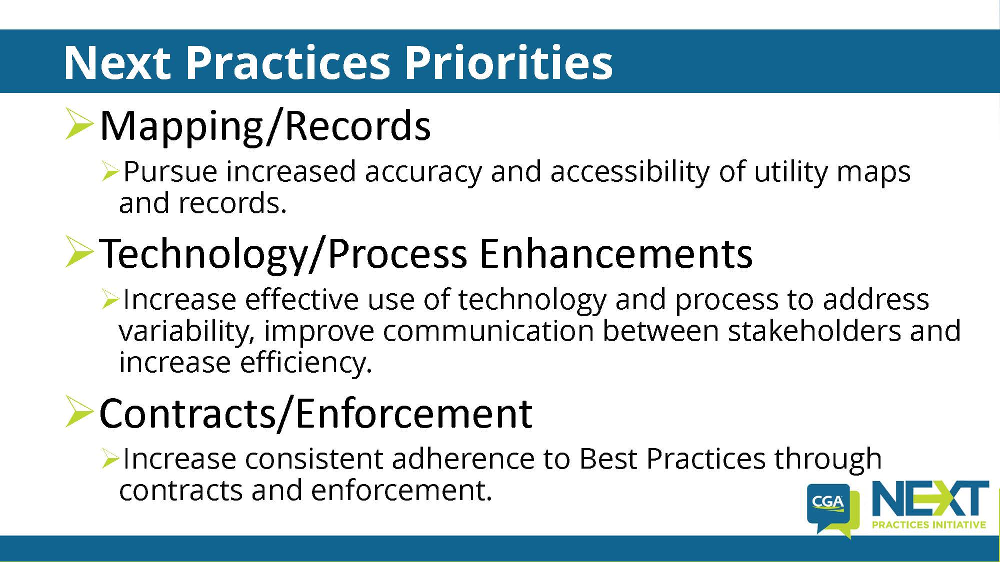 Next Practices Priorities
Mapping/Records
Pursue increased accuracy and accessibility of utility maps
and records.
Technology/Process Enhancements
Increase effective use of technology and process to address
variability, improve communication between stakeholders and
increase efficiency.
Contracts/Enforcement
Increase consistent adherence to Best Practices through
contracts and enforcement.
CGA
NEXT
PRACTICES INITIATIVE